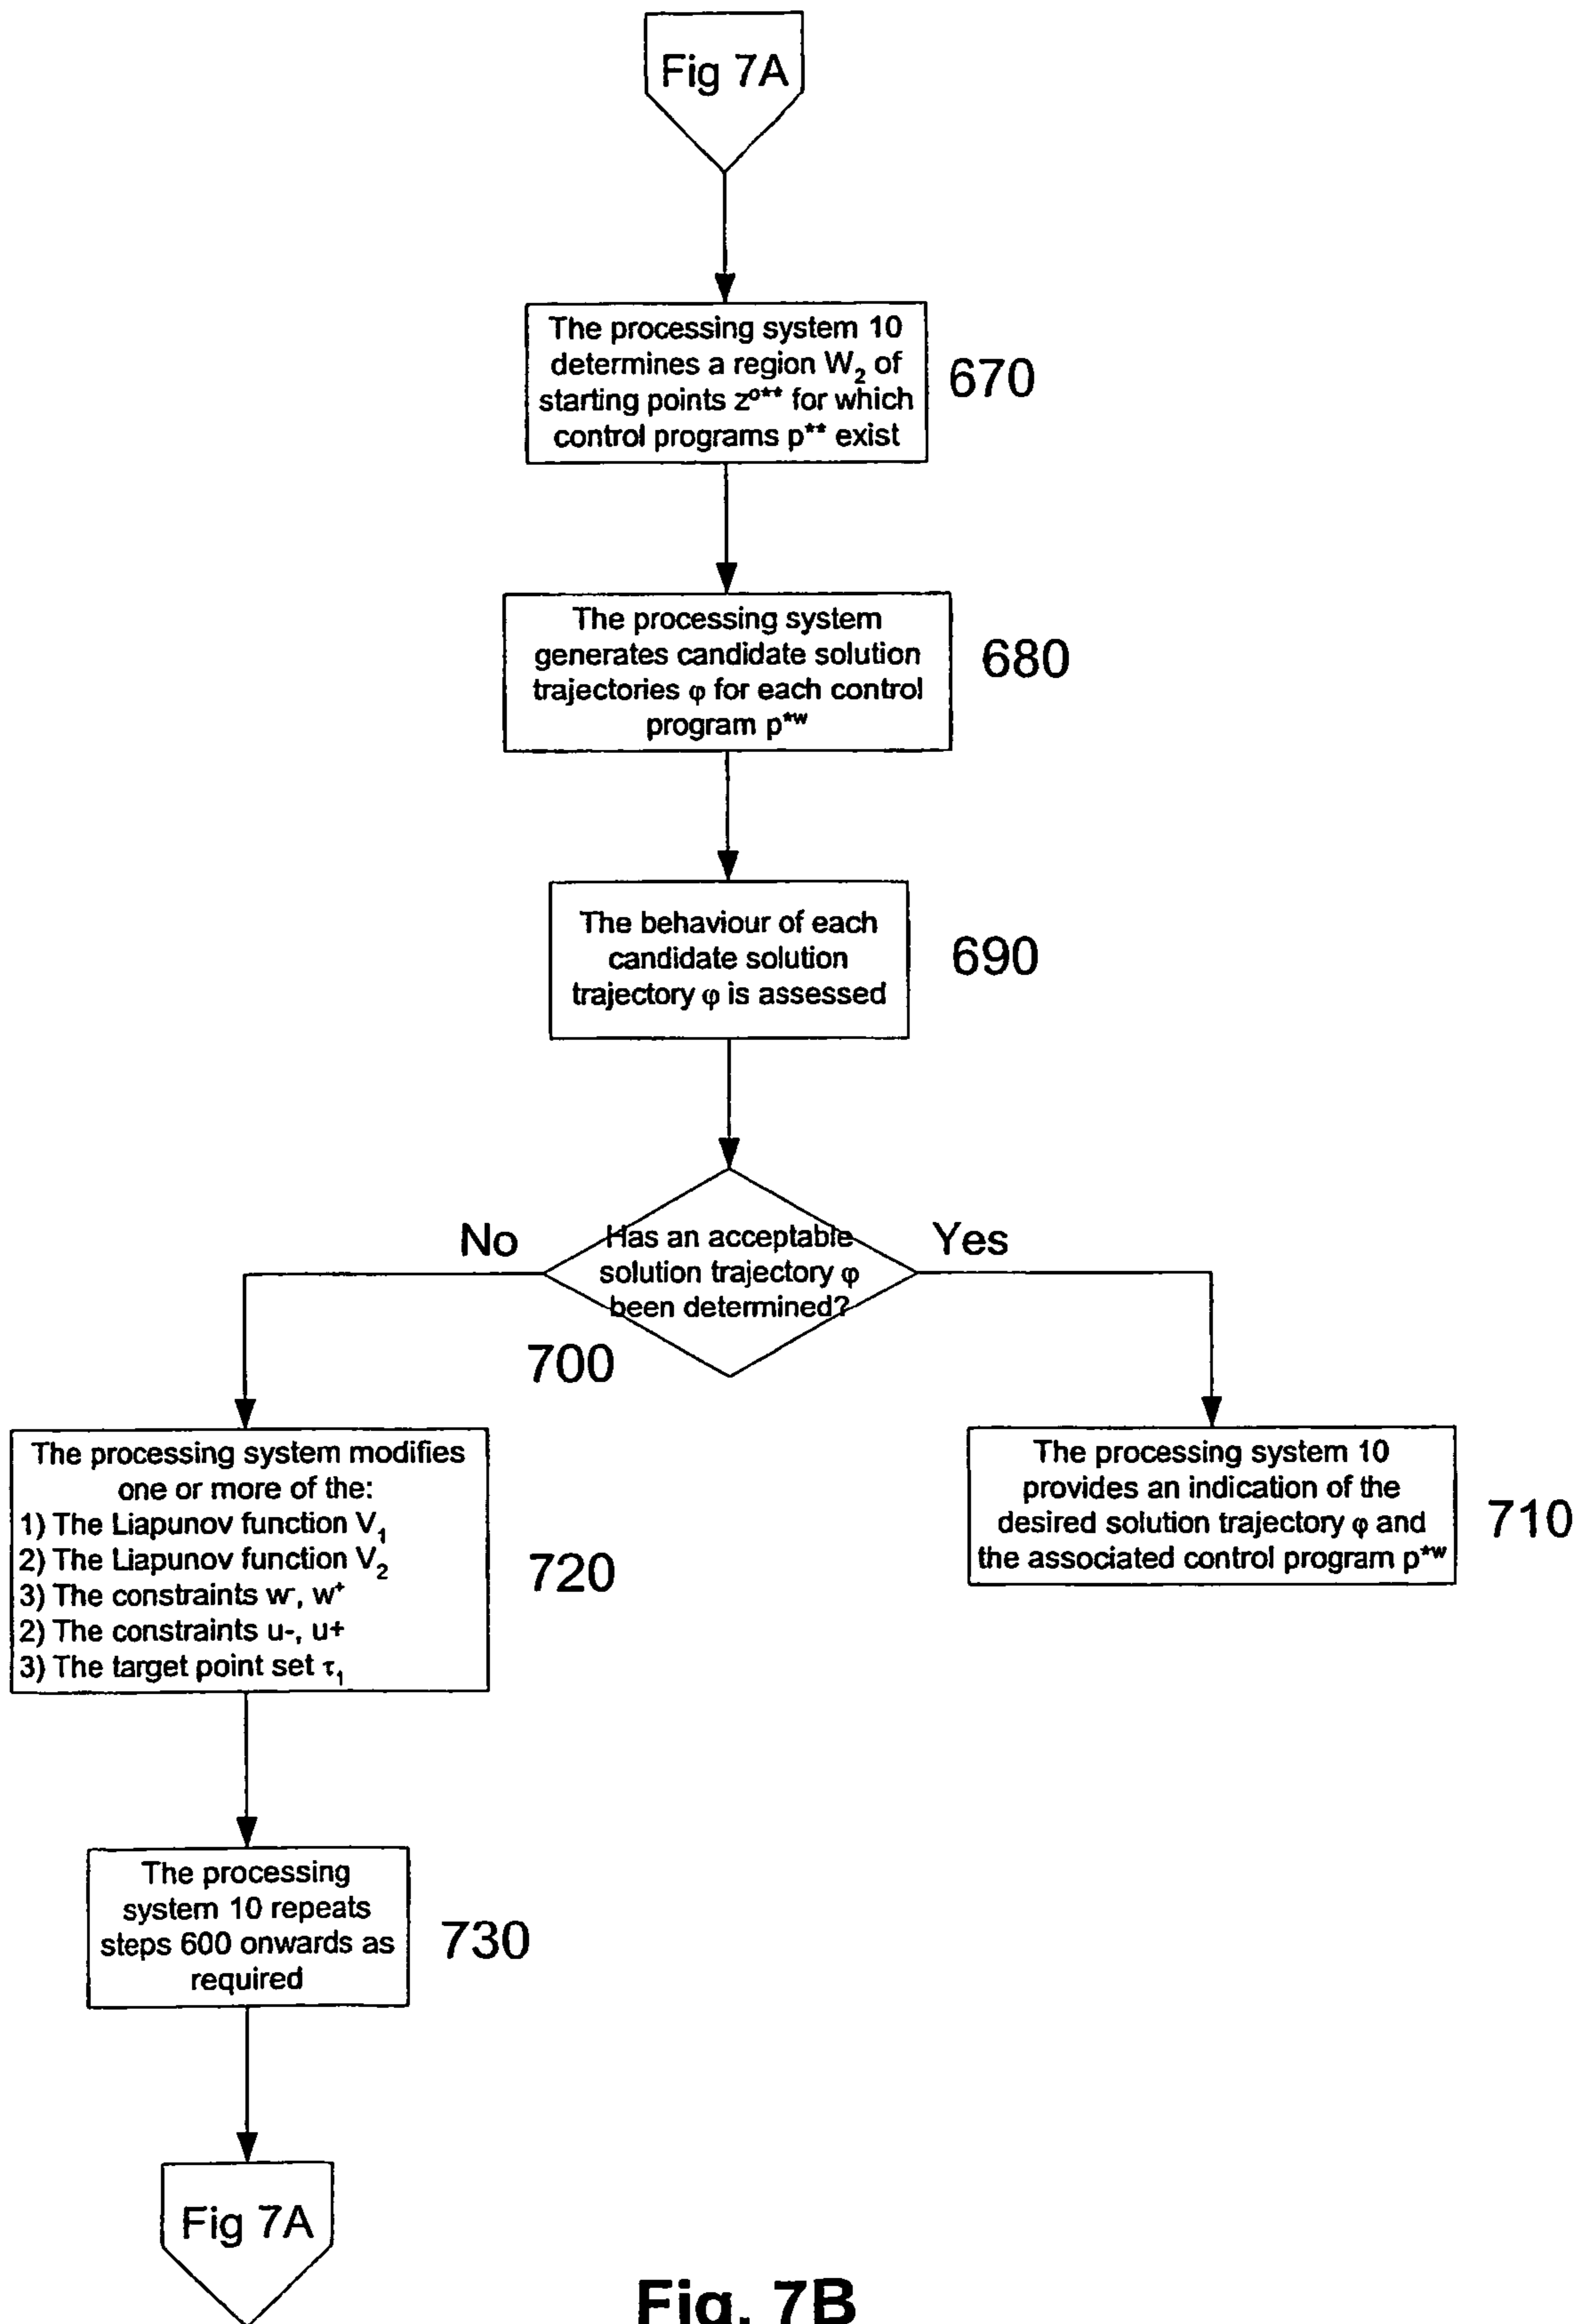 Fig 7A
The processing system 10
determines a region W₂ of
starting points zº** for which
control programs p** exist
670
The processing system
generates candidate solution
trajectories φ for each control
program p*ʷ
680
The behaviour of each
candidate solution
trajectory φ is assessed
690
No
Has an acceptable
solution trajectory φ
been determined?
Yes
700
The processing system modifies
one or more of the:
1) The Liapunov function V₁
2) The Liapunov function V₂
3) The constraints w⁻, w⁺
2) The constraints u-, u+
3) The target point set τ₁
720
The processing system 10
provides an indication of the
desired solution trajectory φ and
the associated control program p*ʷ
710
The processing
system 10 repeats
steps 600 onwards as
required
730
Fig 7A
Fig. 7B